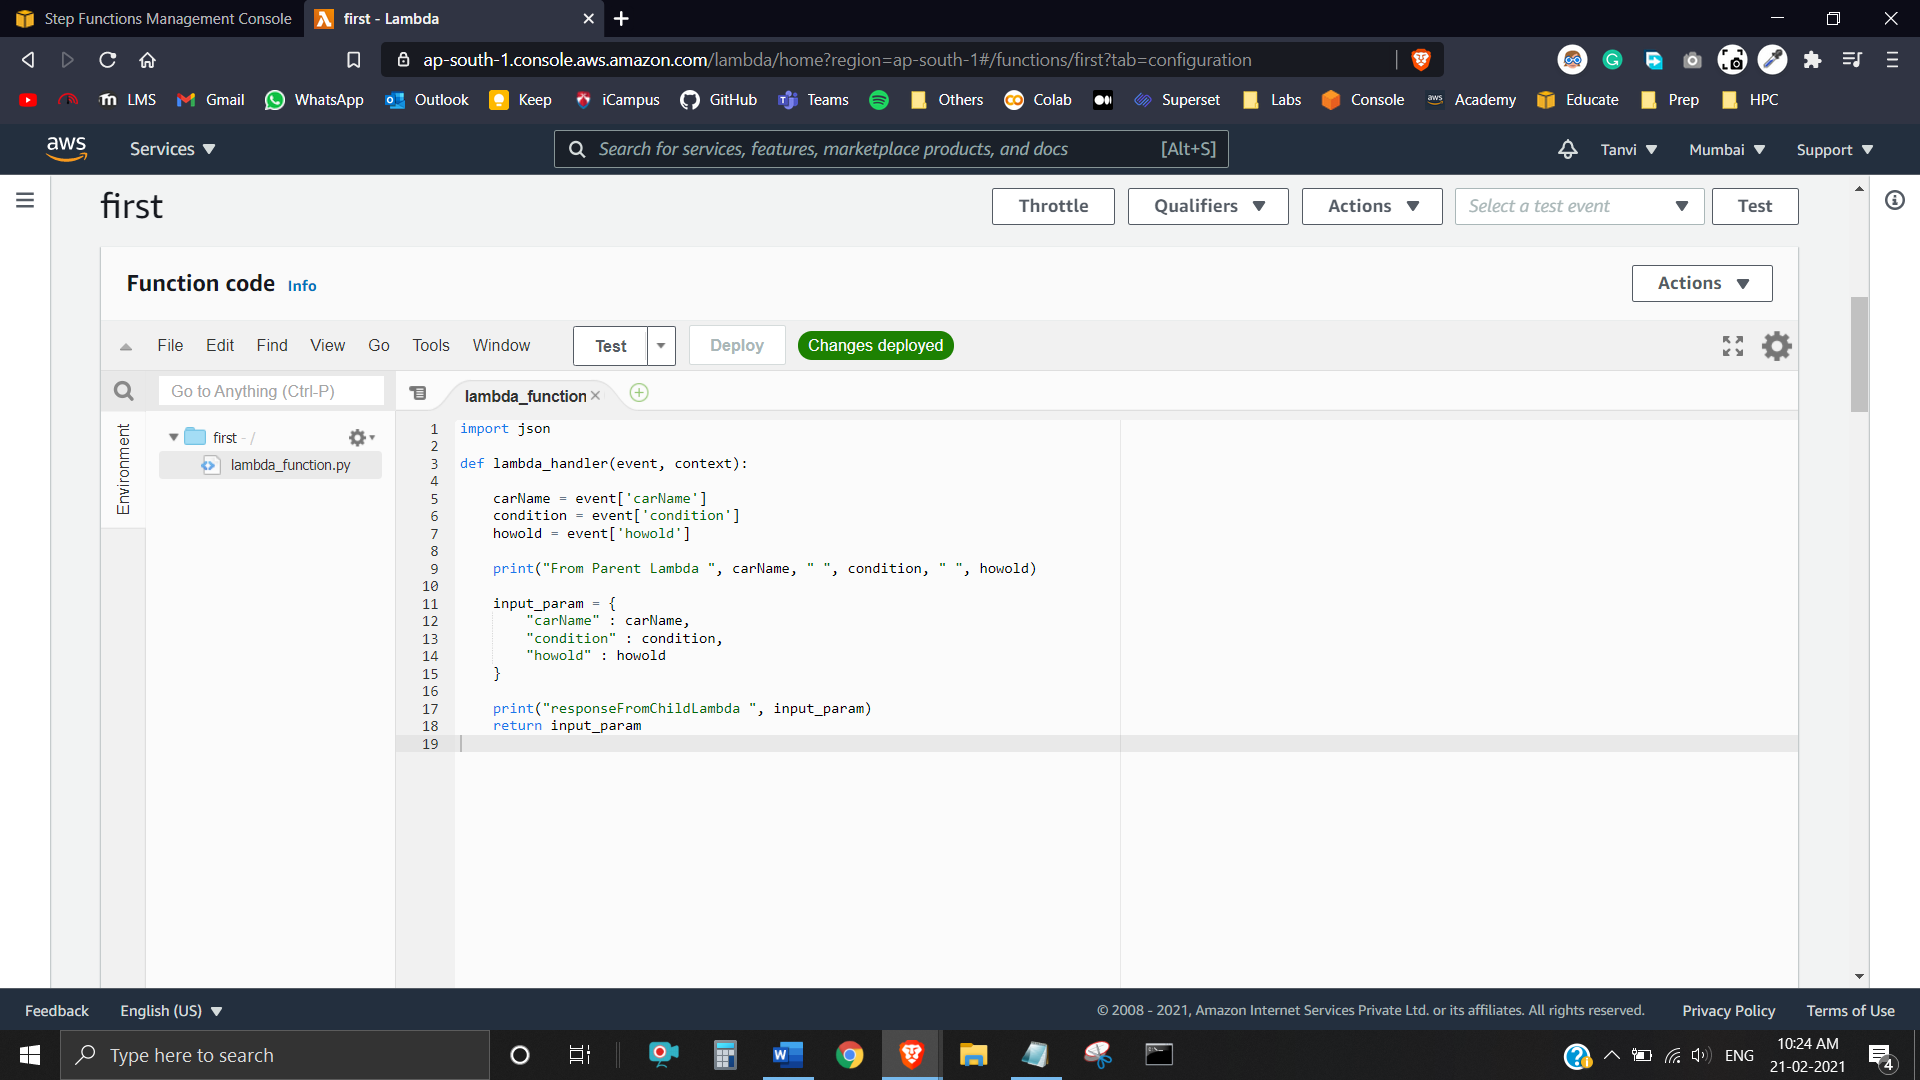 Step Functions Management Console
first - Lambda
ap-south-1.console.aws.amazon.com/lambda/home?region=ap-south-1#/functions/first?tab=configuration
LMS Gmail WhatsApp Outlook Keep iCampus GitHub Teams Others Colab Superset Labs Console aws Academy Educate Prep HPC
aws Services Search for services, features, marketplace products, and docs [Alt+S] Tanvi Mumbai Support
first Throttle Qualifiers Actions Select a test event Test
Function code Info Actions
File Edit Find View Go Tools Window Test Deploy Changes deployed
Go to Anything (Ctrl-P) lambda_function
Environment
first - /
lambda_function.py
1 import json
2
3 def lambda_handler(event, context):
4
5 carName = event['carName']
6 condition = event['condition']
7 howold = event['howold']
8
9 print("From Parent Lambda ", carName, " ", condition, " ", howold)
10
11 input_param = {
12 "carName" : carName,
13 "condition" : condition,
14 "howold" : howold
15 }
16
17 print("responseFromChildLambda ", input_param)
18 return input_param
19
Feedback English (US) © 2008 - 2021, Amazon Internet Services Private Ltd. or its affiliates. All rights reserved. Privacy Policy Terms of Use
Type here to search ENG 10:24 AM
21-02-2021
4